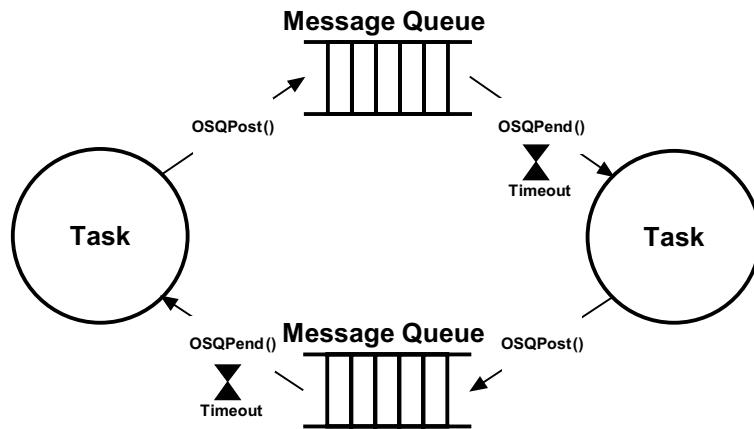 Message Queue
OSQPost()
OSQPend()
Timeout
Task
Task
Message Queue
OSQPend()
OSQPost()
Timeout